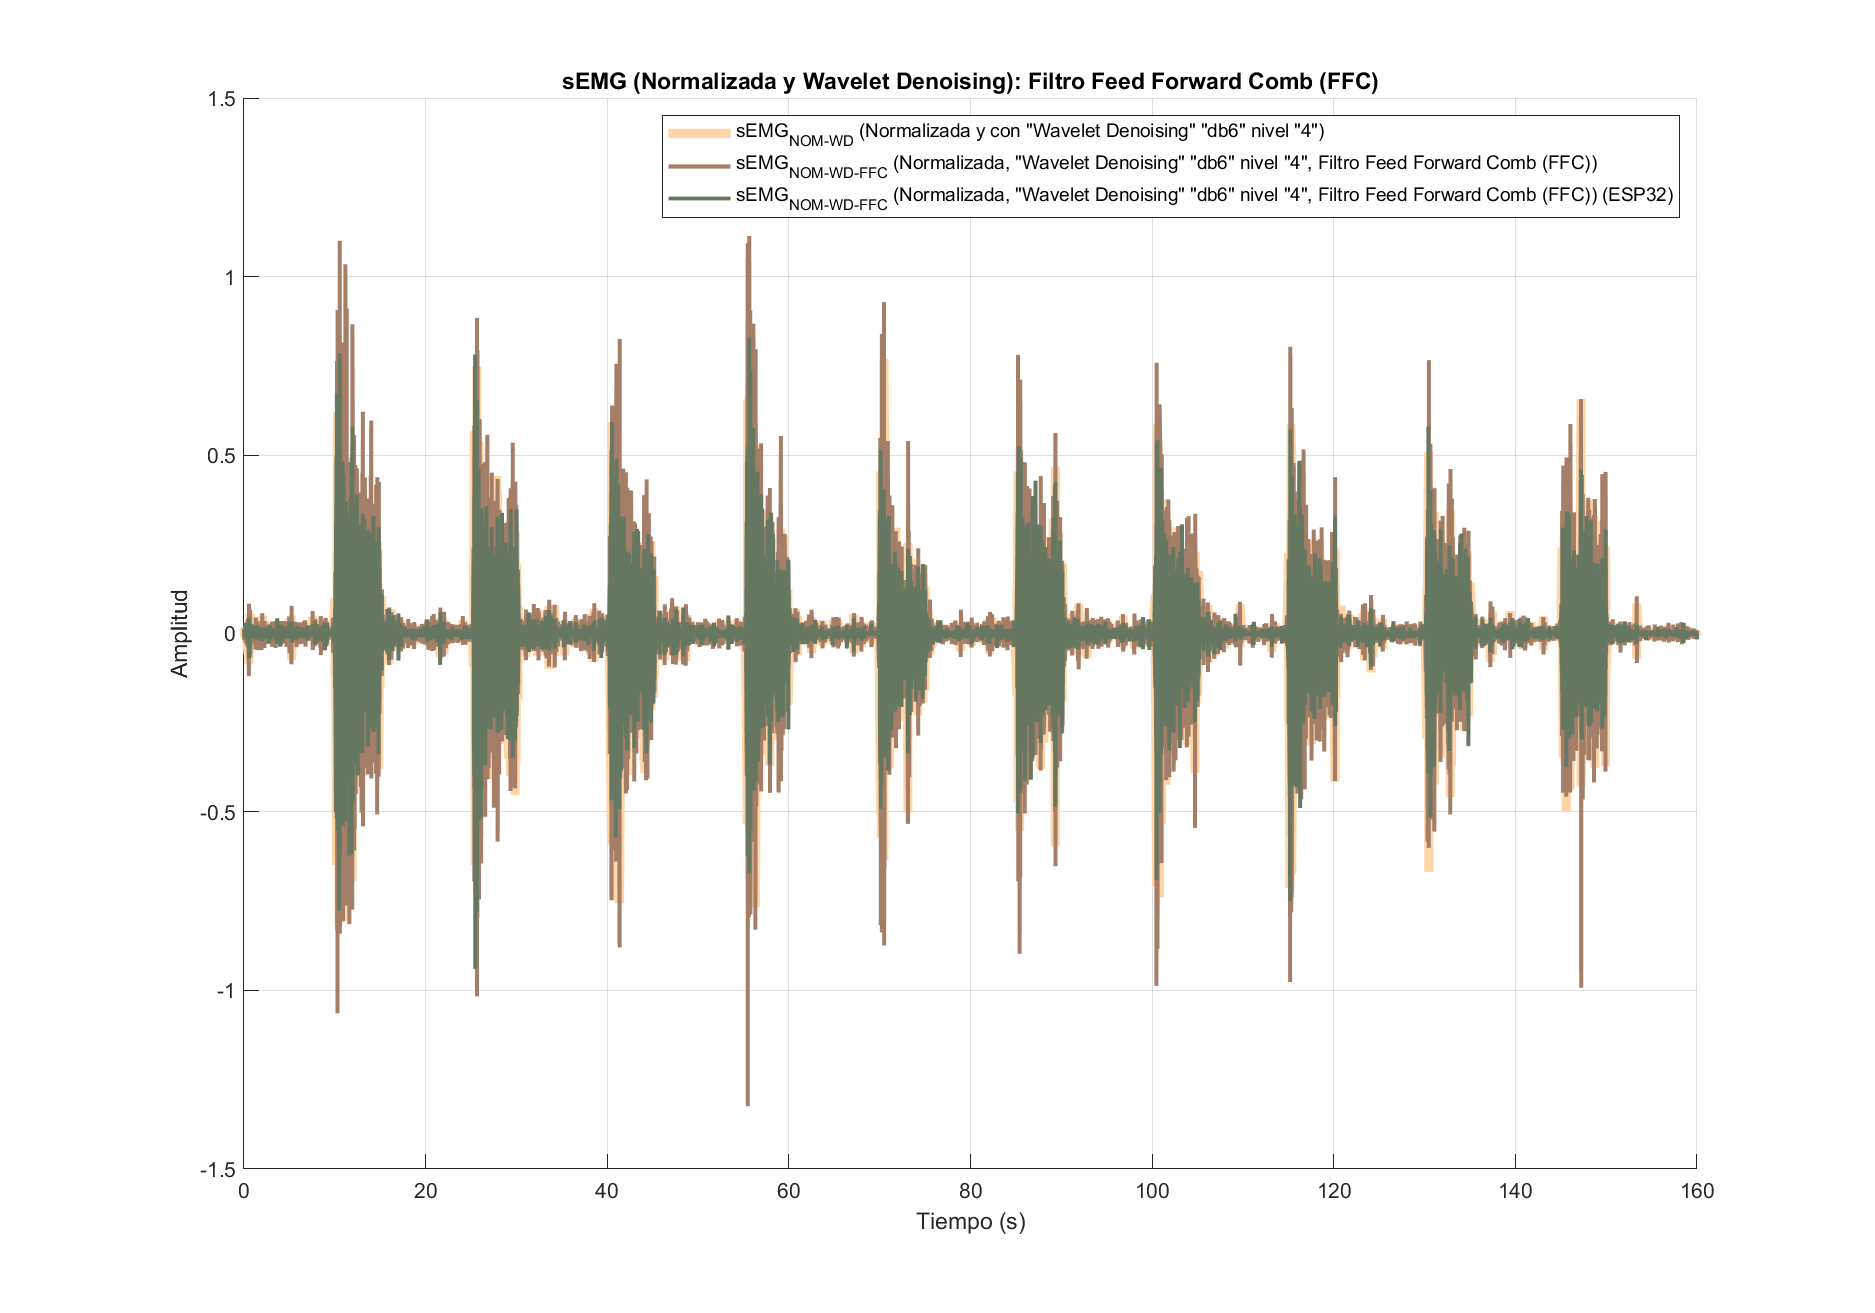 sEMG (Normalizada y Wavelet Denoising): Filtro Feed Forward Comb (FFC)
sEMG_NOM-WD (Normalizada y con "Wavelet Denoising" "db6" nivel "4")
sEMG_NOM-WD-FFC (Normalizada, "Wavelet Denoising" "db6" nivel "4", Filtro Feed Forward Comb (FFC))
sEMG_NOM-WD-FFC (Normalizada, "Wavelet Denoising" "db6" nivel "4", Filtro Feed Forward Comb (FFC)) (ESP32)
1.5
1
0.5
0
-0.5
-1
-1.5
Amplitud
0 20 40 60 80 100 120 140 160
Tiempo (s)